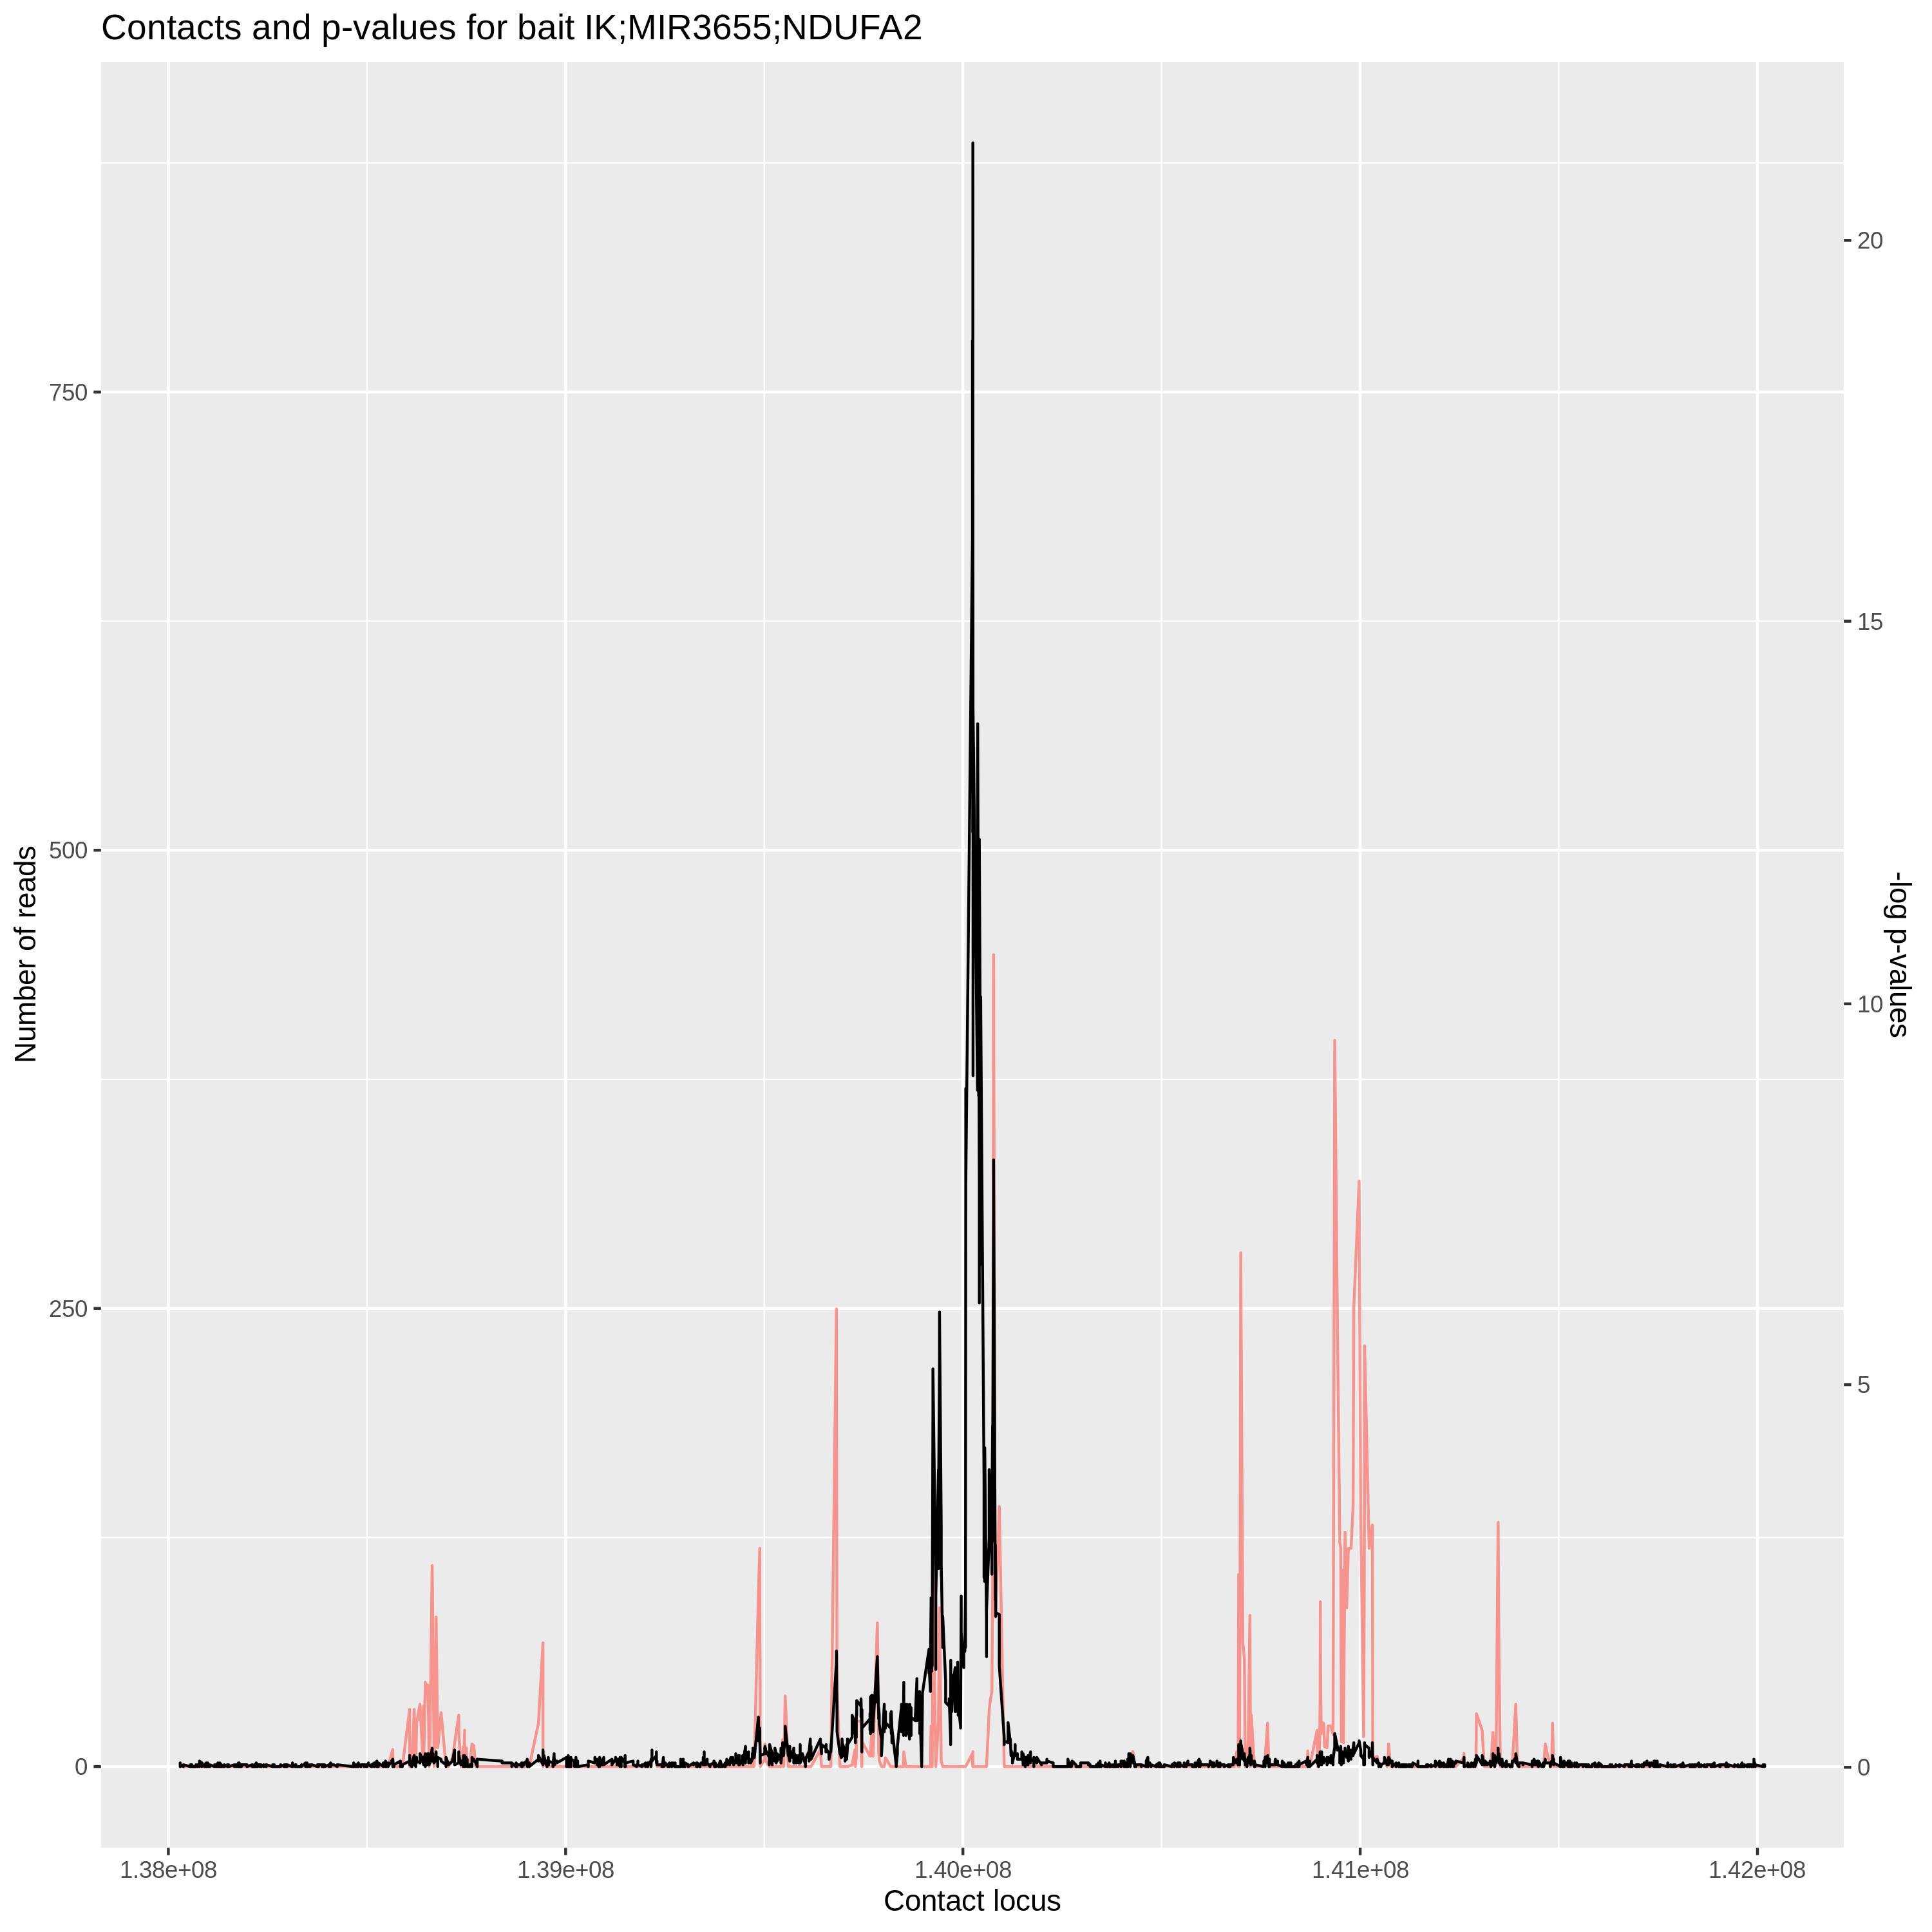 Contacts and p-values for bait IK;MIR3655;NDUFA2
Number of reads
750
500
250
0
20
15
10
5
0
-log p-values
1.38e+08
1.39e+08
1.40e+08
1.41e+08
1.42e+08
Contact locus